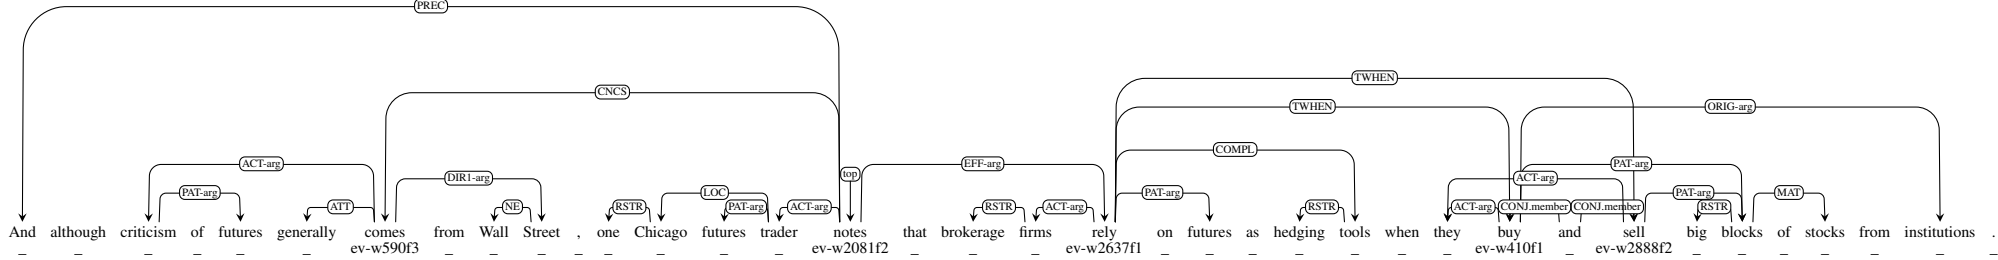 PREC
TWHEN
CNCS
TWHEN ORIG-arg
COMPL
ACT-arg EFF-arg PAT-arg
top
DIR1-arg ACT-arg
PAT-arg NE LOC PAT-arg PAT-arg MAT
ATT RSTR PAT-arg ACT-arg RSTR ACT-arg RSTR ACT-arg CONJ.member CONJ.member RSTR
And although criticism of futures generally comes from Wall Street , one Chicago futures trader notes that brokerage firms rely on futures as hedging tools when they buy and sell big blocks of stocks from institutions .
ev-w590f3 ev-w2081f2 ev-w2637f1 ev-w410f1 ev-w2888f2
_ _ _ _ _ _ _ _ _ _ _ _ _ _ _ _ _ _ _ _ _ _ _ _ _ _ _ _ _ _ _